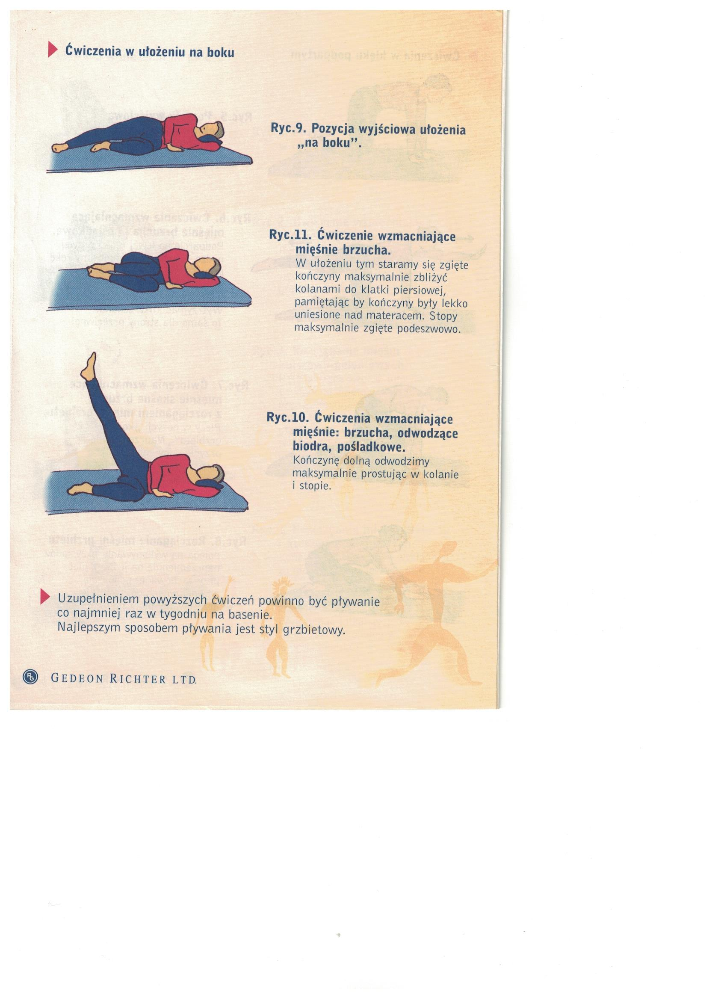 Ćwiczenia w ułożeniu na boku
Ryc.9. Pozycja wyjściowa ułożenia
„na boku”.
Ryc.11. Ćwiczenie wzmacniające
mięśnie brzucha.
W ułożeniu tym staramy się zgięte
kończyny maksymalnie zbliżyć
kolanami do klatki piersiowej,
pamiętając by kończyny były lekko
uniesione nad materacem. Stopy
maksymalnie zgięte podeszwowo.
Ryc.10. Ćwiczenia wzmacniające
mięśnie: brzucha, odwodzące
biodra, pośladkowe.
Kończynę dolną odwodzimy
maksymalnie prostując w kolanie
i stopie.
Uzupełnieniem powyższych ćwiczeń powinno być pływanie
co najmniej raz w tygodniu na basenie.
Najlepszym sposobem pływania jest styl grzbietowy.
RG GEDEON RICHTER LTD.